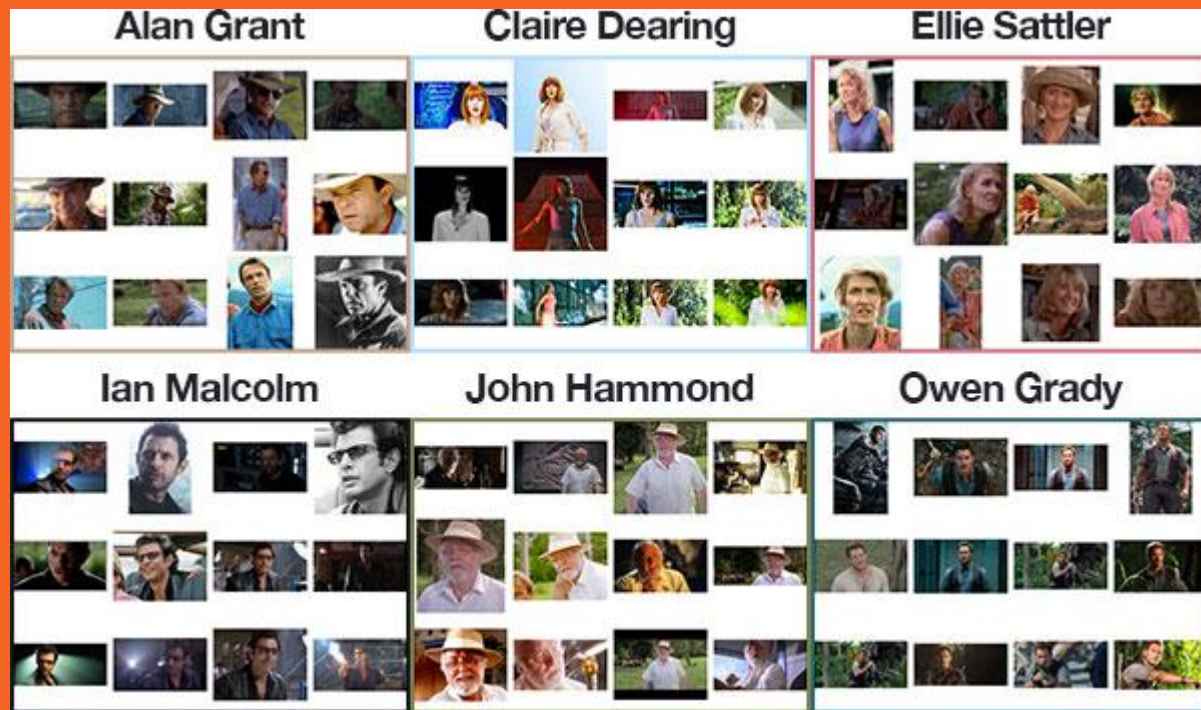 Alan Grant
Claire Dearing
Ellie Sattler
Ian Malcolm
John Hammond
Owen Grady